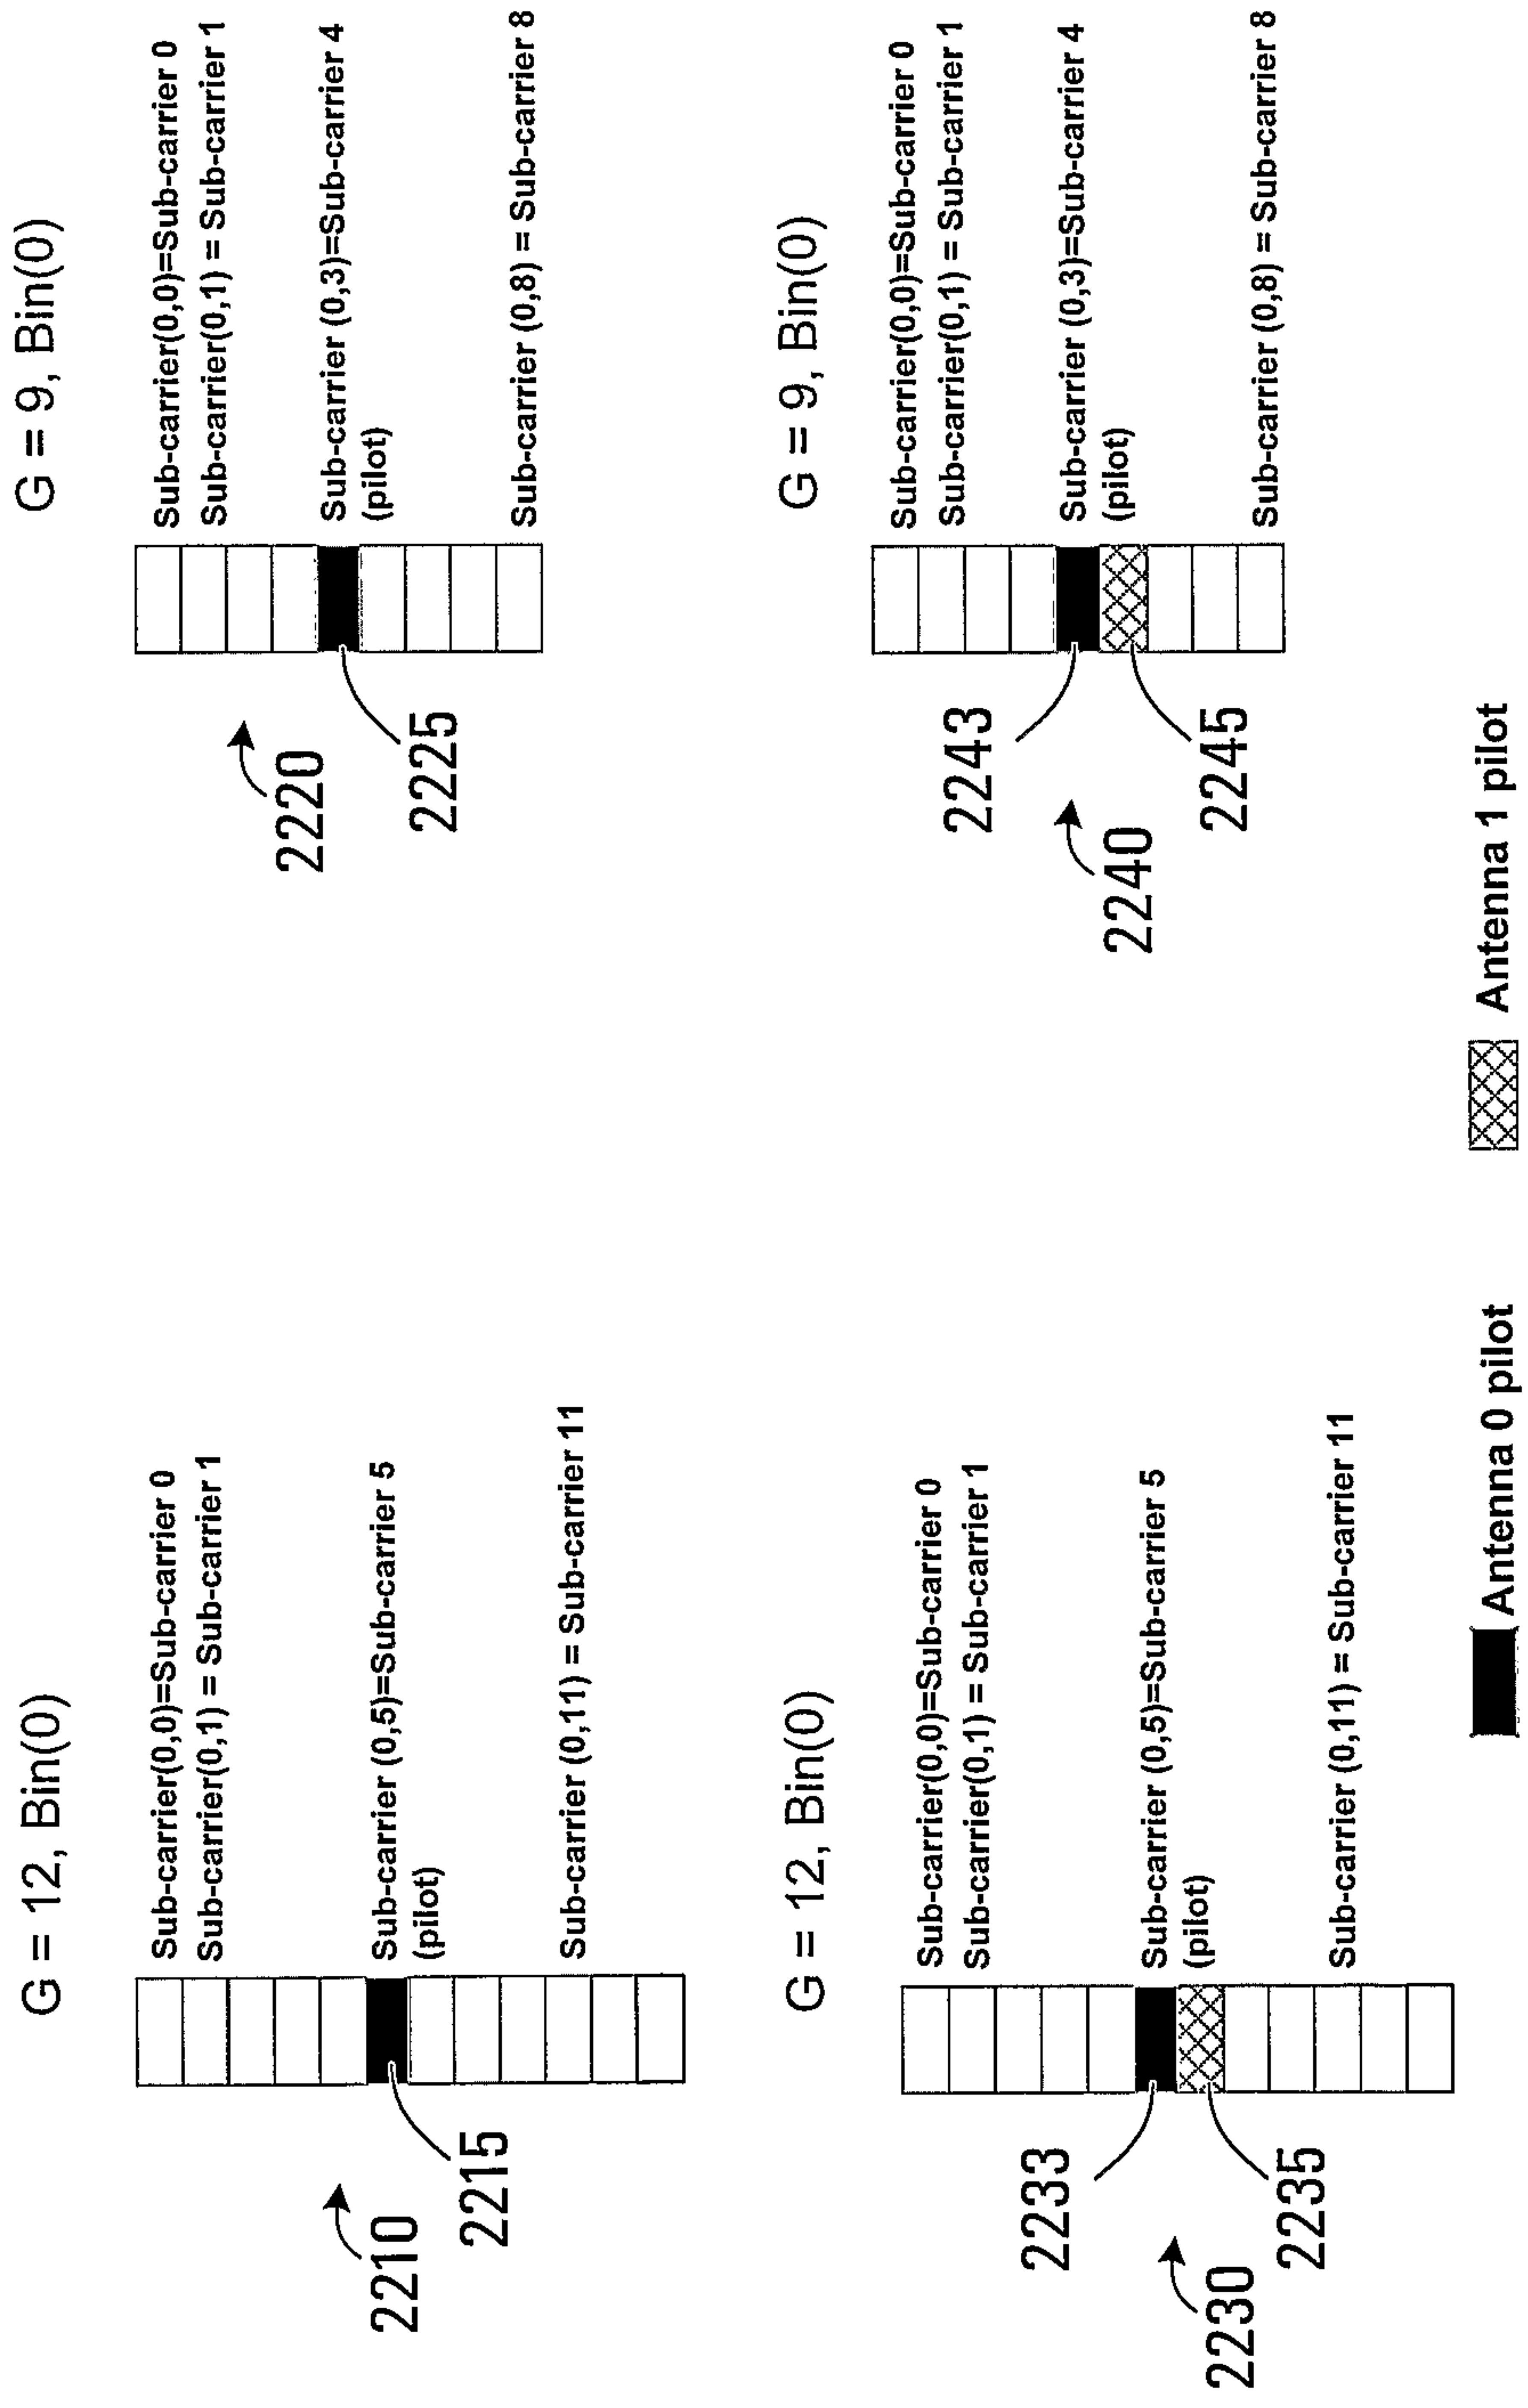 G = 12, Bin(0)
Sub-carrier(0,0)=Sub-carrier 0
Sub-carrier(0,1) = Sub-carrier 1
Sub-carrier (0,5)=Sub-carrier 5
(pilot)
Sub-carrier (0,11) = Sub-carrier 11
2210
2215
G = 9, Bin(0)
Sub-carrier(0,0)=Sub-carrier 0
Sub-carrier(0,1) = Sub-carrier 1
Sub-carrier (0,3)=Sub-carrier 4
(pilot)
Sub-carrier (0,8) = Sub-carrier 8
2220
2225
G = 12, Bin(0)
Sub-carrier(0,0)=Sub-carrier 0
Sub-carrier(0,1) = Sub-carrier 1
Sub-carrier (0,5)=Sub-carrier 5
(pilot)
Sub-carrier (0,11) = Sub-carrier 11
2233
2230
2235
G = 9, Bin(0)
Sub-carrier(0,0)=Sub-carrier 0
Sub-carrier(0,1) = Sub-carrier 1
Sub-carrier (0,3)=Sub-carrier 4
(pilot)
Sub-carrier (0,8) = Sub-carrier 8
2243
2240
2245
Antenna 0 pilot
Antenna 1 pilot